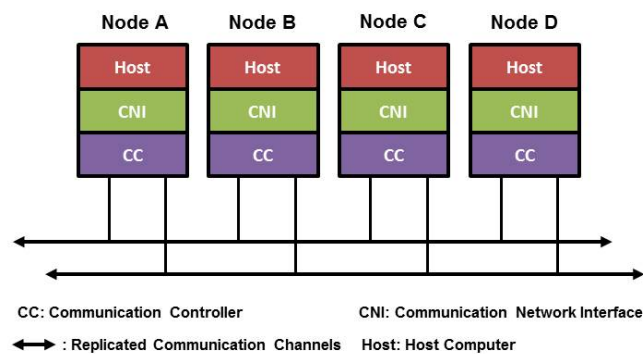 Node A Node B Node C Node D
Host Host Host Host
CNI CNI CNI CNI
CC CC CC CC
CC: Communication Controller CNI: Communication Network Interface
: Replicated Communication Channels Host: Host Computer